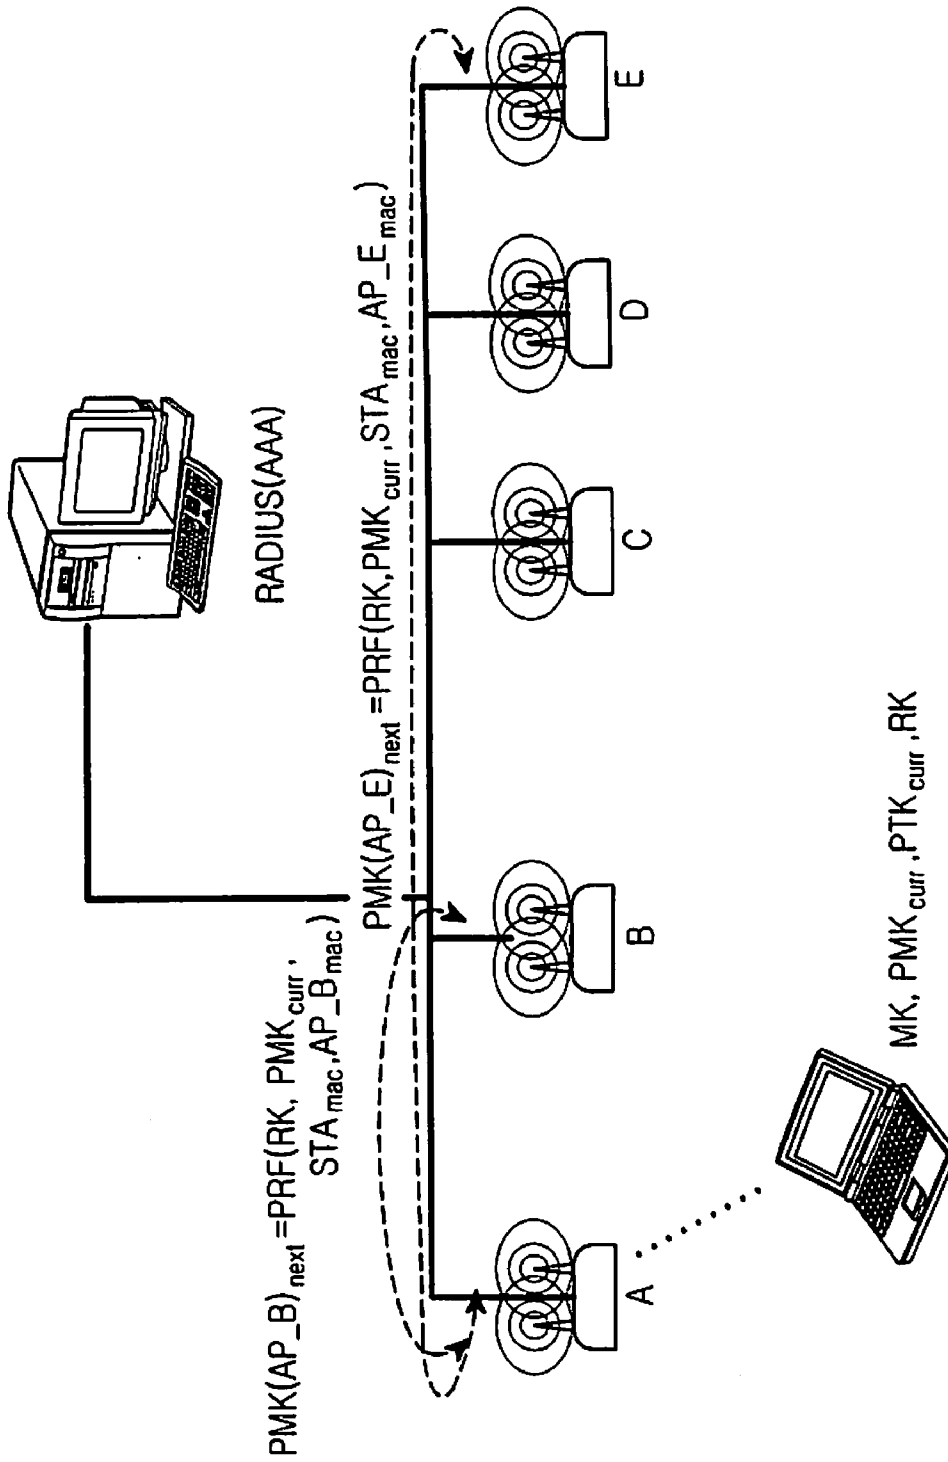 RADIUS(AAA)
PMK(AP_B)next=PRF(RK, PMKcurr,
STAmac,AP_Bmac)
PMK(AP_E)next=PRF(RK,PMKcurr,STAmac,APEmac)
A
B
C
D
E
MK, PMKcurr,PTKcurr,RK